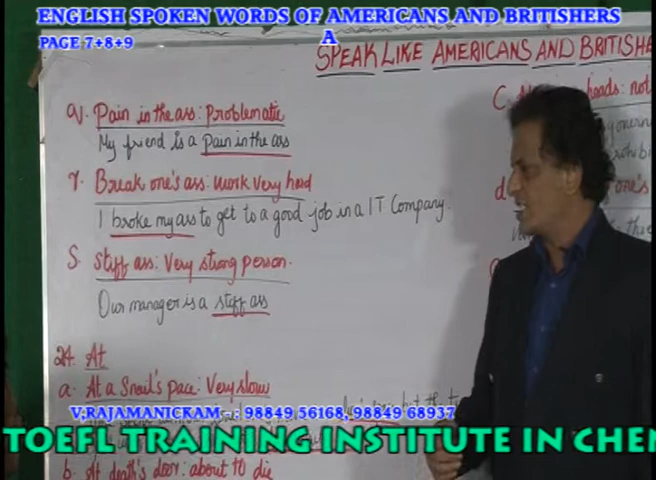 ENGLISH SPOKEN WORDS OF AMERICANS AND BRITISHERS
PAGE 7+8+9
A
SPEAK LIKE AMERICANS AND BRITISHE
q. Pain in the ass: Problematic
My friend is a pain in the ass
r. Break one's ass: work very hard
I broke my ass to get to a good job in a IT Company.
S. Stiff ass: Very strong person.
Our manager is a stiff ass
24. At
a. At a Snail's pace: Very slow
b. At death's door: about to die
C.
heads: not
d
one's
V.RAJAMANICKAM -: 98849 56168, 98849 68937
TOEFL TRAINING INSTITUTE IN CHE